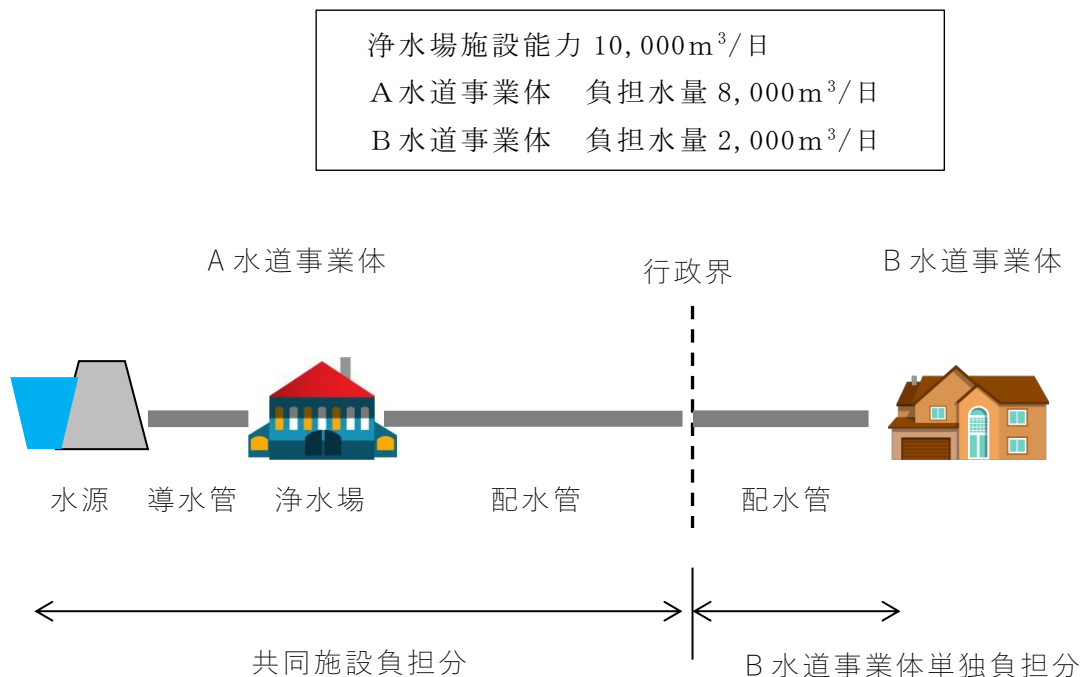 浄水場施設能力 10,000m³/日
A水道事業体 負担水量 8,000m³/日
B水道事業体 負担水量 2,000m³/日
A水道事業体
行政界
B水道事業体
水源
導水管
浄水場
配水管
配水管
共同施設負担分
B水道事業体単独負担分